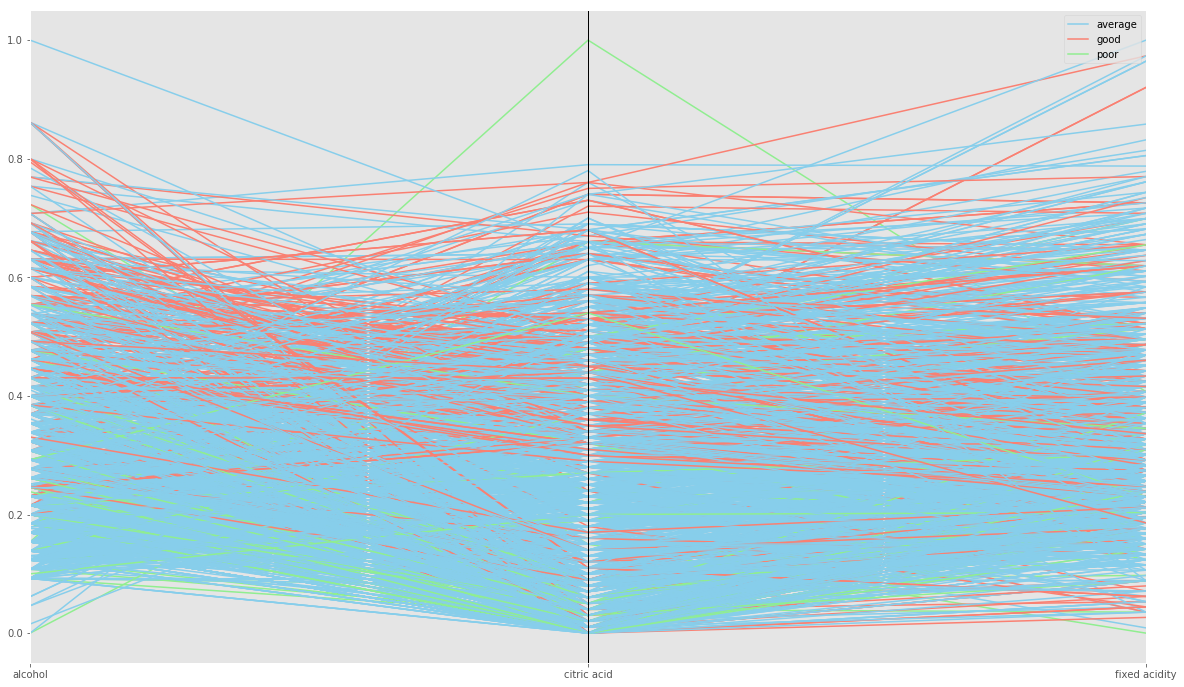 average
good
poor
1.0
0.8
0.6
0.4
0.2
0.0
alcohol
citric acid
fixed acidity